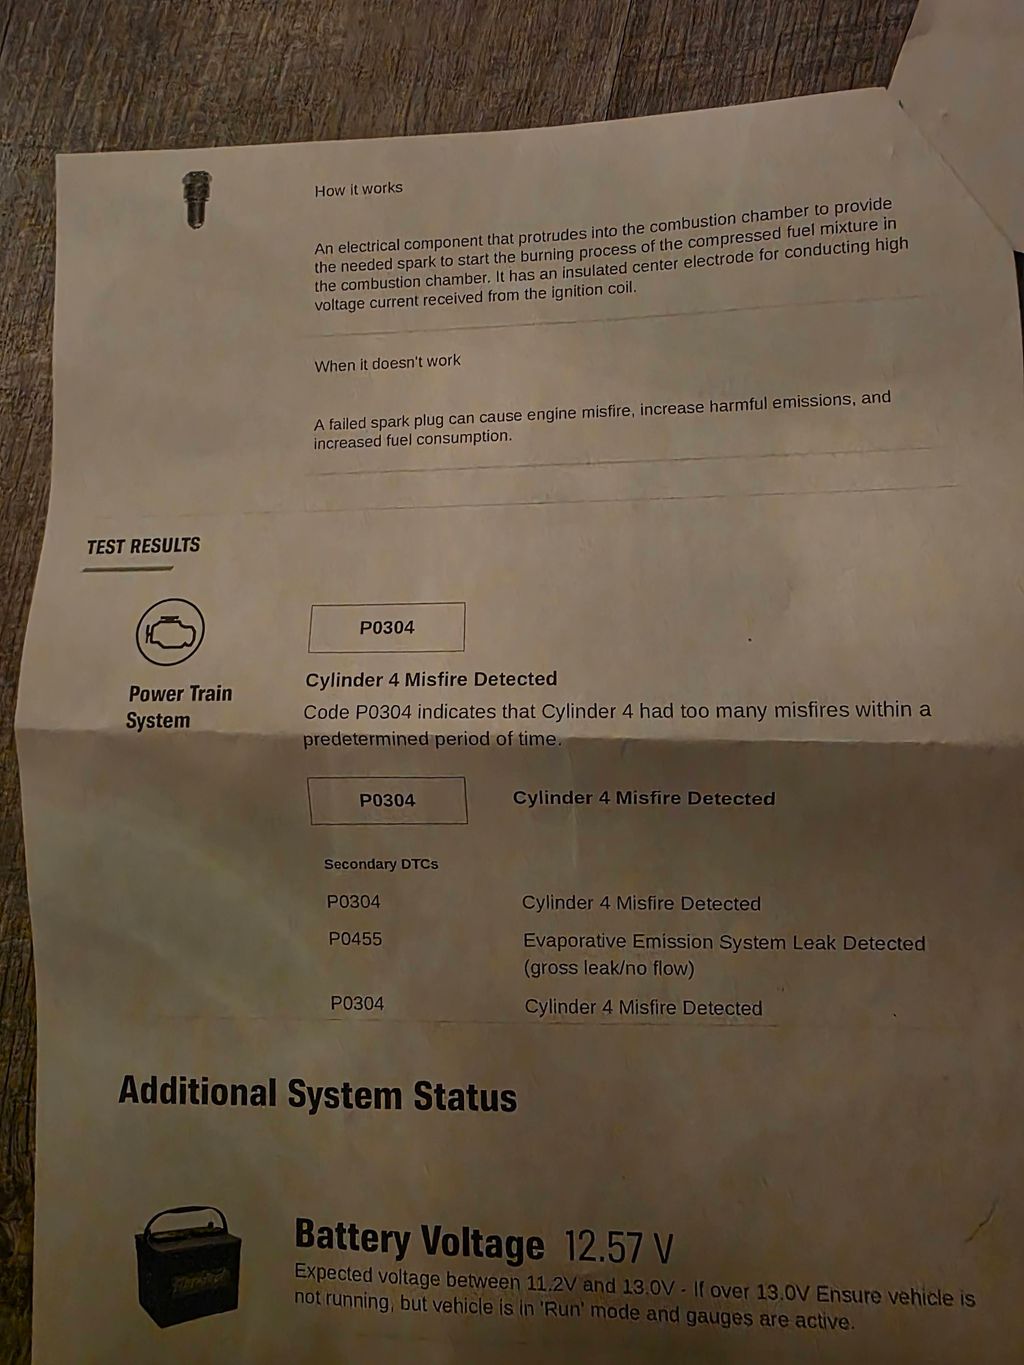 How it works
An electrical component that protrudes into the combustion chamber to provide
the needed spark to start the burning process of the compressed fuel mixture in
the combustion chamber. It has an insulated center electrode for conducting high
voltage current received from the ignition coil.
When it doesn't work
A failed spark plug can cause engine misfire, increase harmful emissions, and
increased fuel consumption.
TEST RESULTS
P0304
Power Train
System
Cylinder 4 Misfire Detected
Code P0304 indicates that Cylinder 4 had too many misfires within a
predetermined period of time.
P0304 Cylinder 4 Misfire Detected
Secondary DTCs
P0304 Cylinder 4 Misfire Detected
P0455 Evaporative Emission System Leak Detected
(gross leak/no flow)
P0304 Cylinder 4 Misfire Detected
Additional System Status
Battery Voltage 12.57 V
Expected voltage between 11.2V and 13.0V - If over 13.0V Ensure vehicle is
not running, but vehicle is in 'Run' mode and gauges are active.